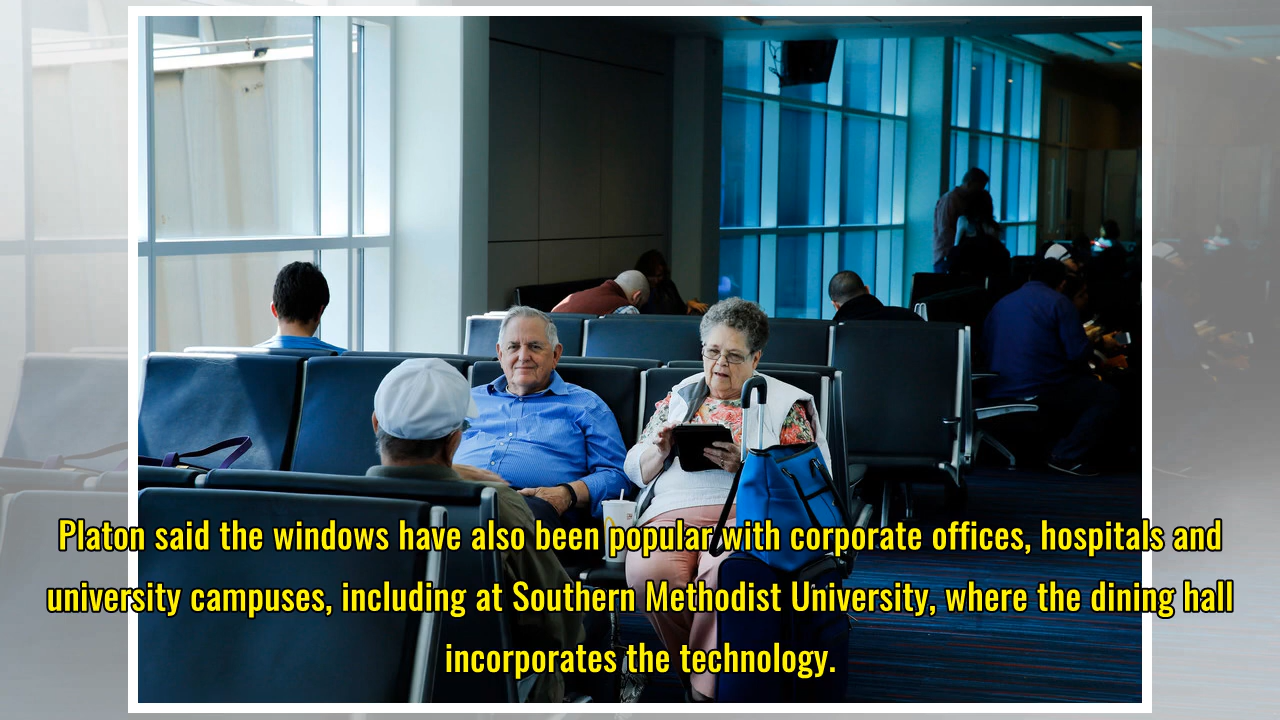 Platon said the windows have also been popular with corporate offices, hospitals and
university campuses, including at Southern Methodist University, where the dining hall
incorporates the technology.